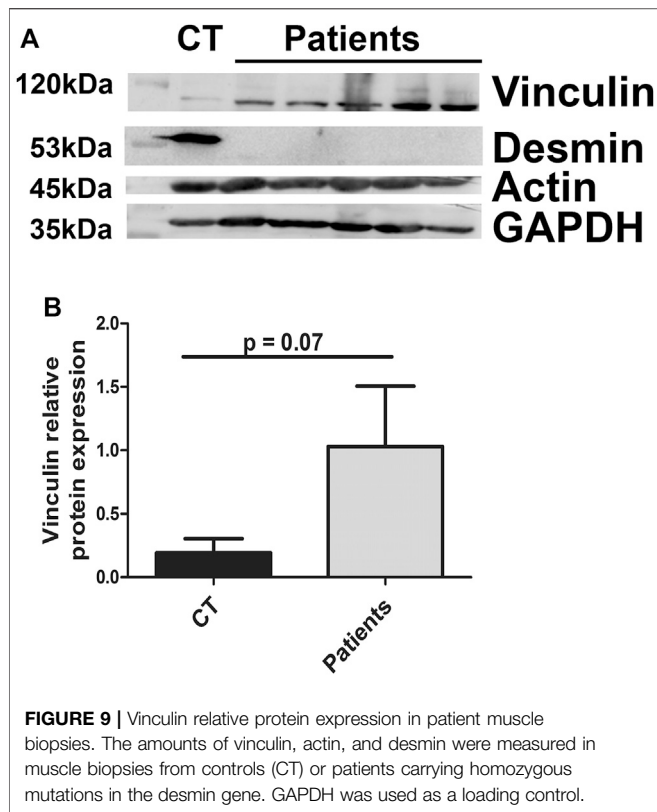 A CT Patients
120kDa Vinculin
53kDa Desmin
45kDa Actin
35kDa GAPDH
B
2.0
1.5
1.0
0.5
0.0
Vinculin relative
protein expression
p = 0.07
CT
Patients
FIGURE 9 | Vinculin relative protein expression in patient muscle
biopsies. The amounts of vinculin, actin, and desmin were measured in
muscle biopsies from controls (CT) or patients carrying homozygous
mutations in the desmin gene. GAPDH was used as a loading control.